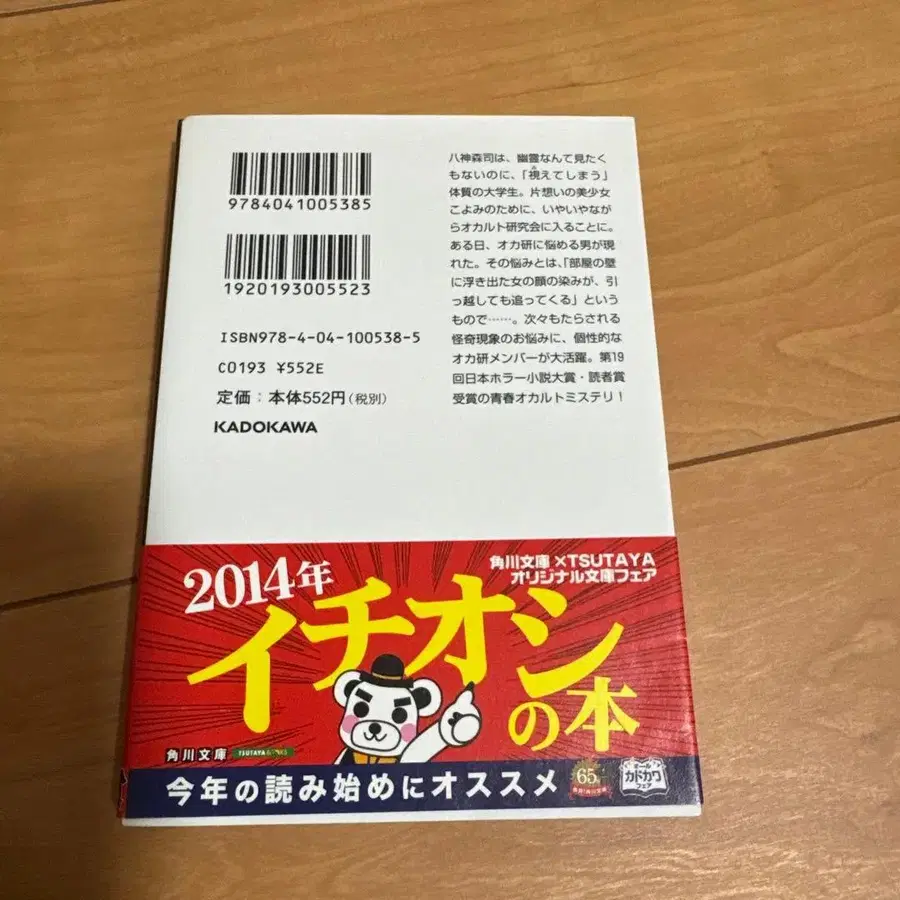 9784041005385
1920193005523
ISBN978-4-04-100538-5
C0193 ¥552E
定価：本体552円（税別）
KADOKAWA
八神森司は、幽霊なんて見たく
もないのに、「視えてしまう」
体質の大学生。片想いの美少女
こよみのために、いやいやなが
らオカルト研究会に入ることに。
ある日、オカ研に悩める男が現
れた。その悩みとは、「部屋の壁
に浮き出た女の顔の染みが、引
っ越しても追ってくる」という
もので……。次々もたらされる
怪奇現象のお悩みに、個性的な
オカ研メンバーが大活躍。第19
回日本ホラー小説大賞・読者賞
受賞の青春オカルトミステリ！
角川文庫×TSUTAYA
オリジナル文庫フェア
2014年
イチオシ
の本
角川文庫
TSUTAYA
今年の読み始めにオススメ
65
オール
カドカワ
フェア